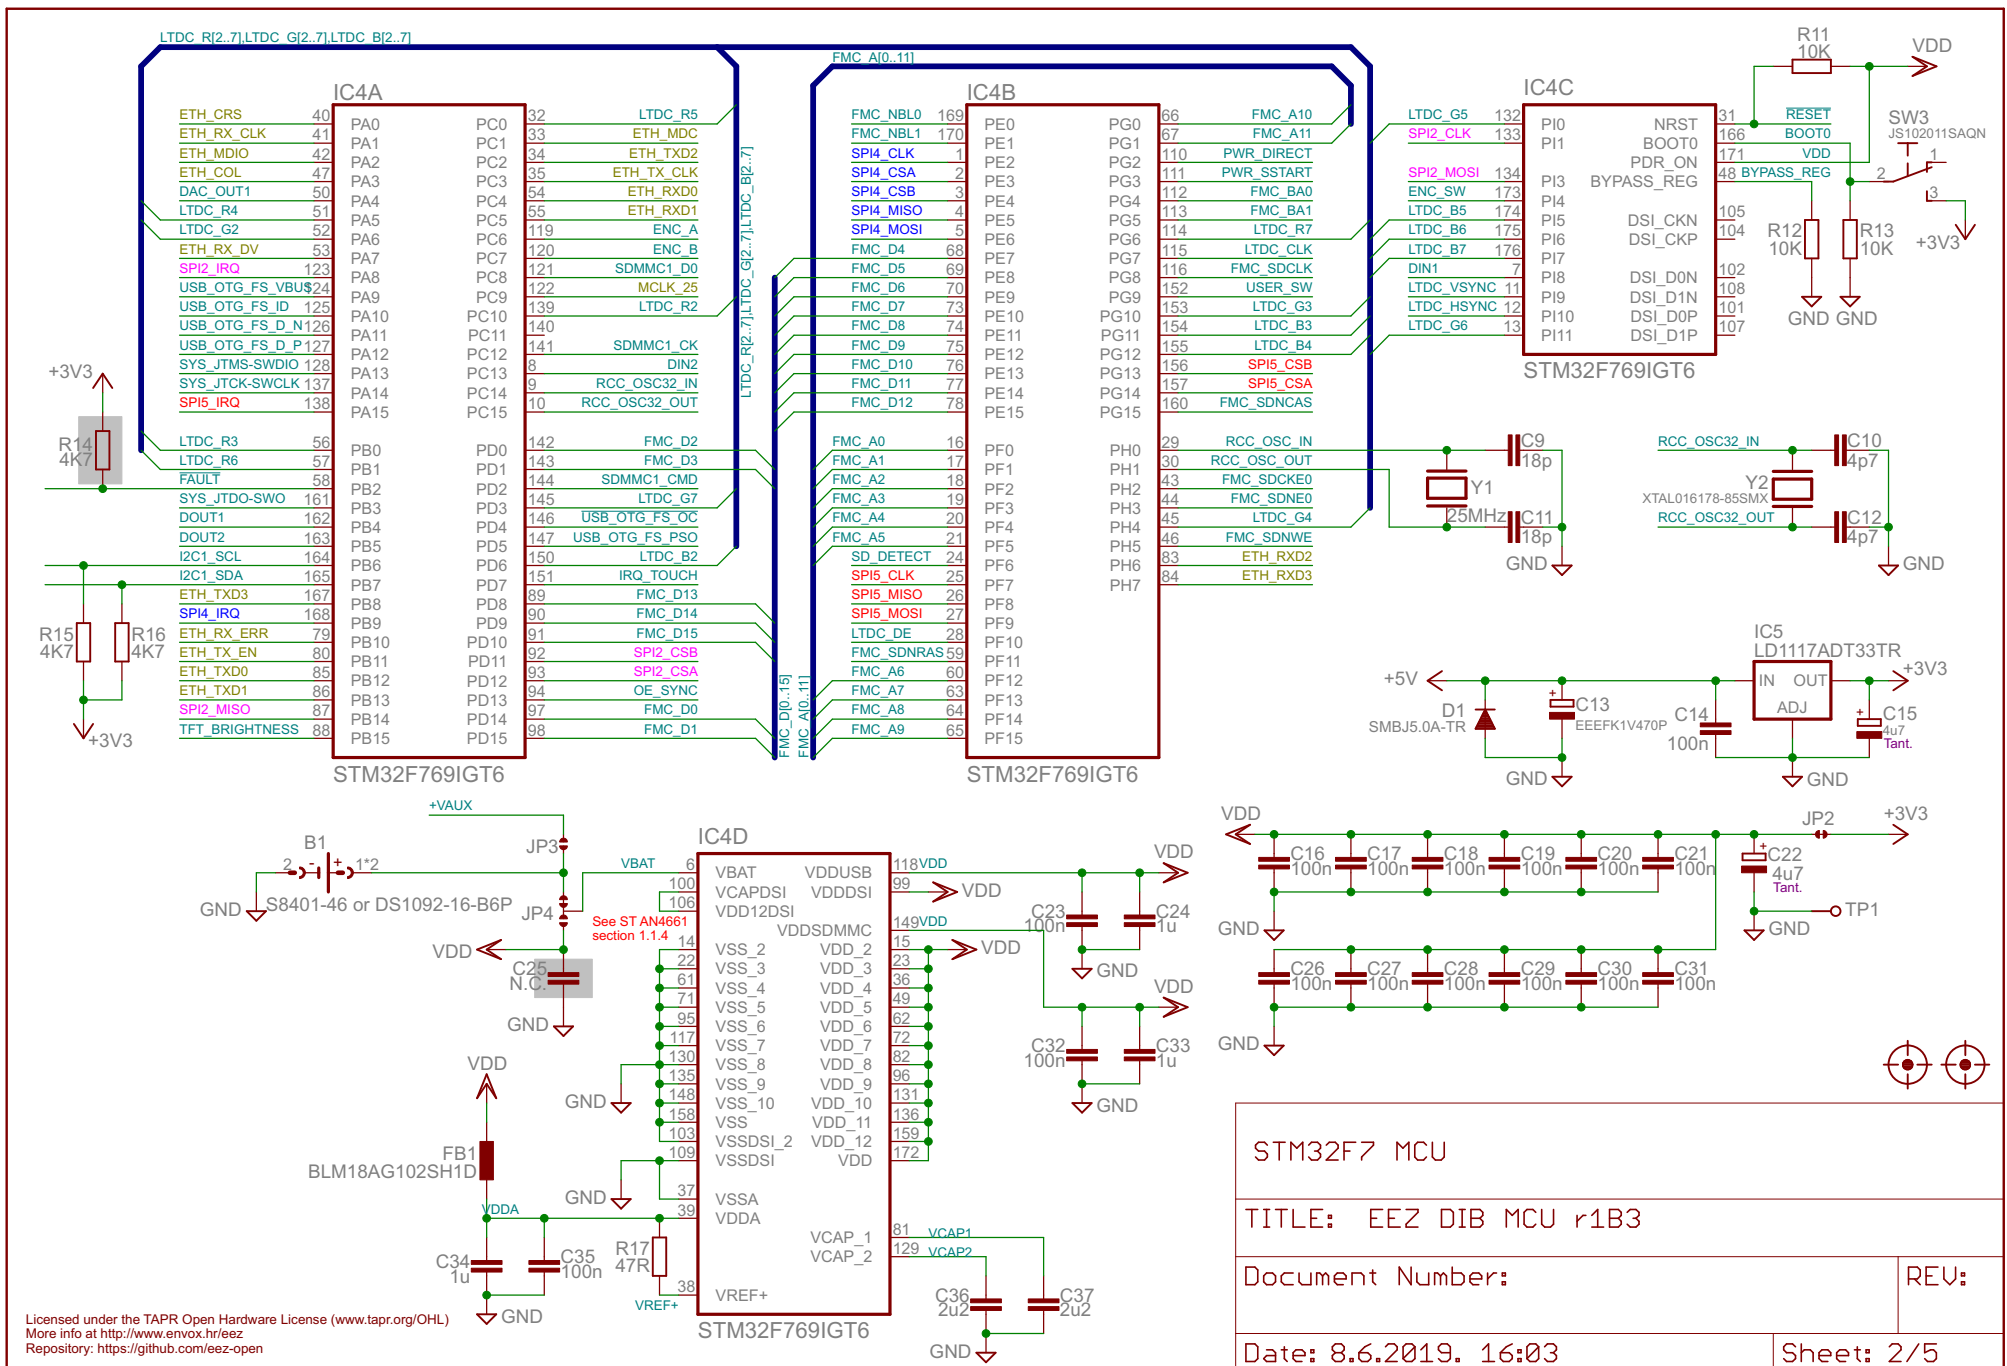 LTDC_R[2..7],LTDC_G[2..7],LTDC_B[2..7]
FMC_A[0..11]
IC4A
ETH_CRS 40 PA0 PC0 32 LTDC_R5
ETH_RX_CLK 41 PA1 PC1 33 ETH_MDC
ETH_MDIO 42 PA2 PC2 34 ETH_TXD2
ETH_COL 47 PA3 PC3 35 ETH_TX_CLK
DAC_OUT1 50 PA4 PC4 54 ETH_RXD0
LTDC_R4 51 PA5 PC5 55 ETH_RXD1
LTDC_G2 52 PA6 PC6 119 ENC_A
ETH_RX_DV 53 PA7 PC7 120 ENC_B
SPI2_IRQ 123 PA8 PC8 121 SDMMC1_D0
USB_OTG_FS_VBUS 124 PA9 PC9 122 MCLK_25
USB_OTG_FS_ID 125 PA10 PC10 139 LTDC_R2
USB_OTG_FS_D_N 126 PA11 PC11 140
USB_OTG_FS_D_P 127 PA12 PC12 141 SDMMC1_CK
SYS_JTMS-SWDIO 128 PA13 PC13 8 DIN2
SYS_JTCK-SWCLK 137 PA14 PC14 9 RCC_OSC32_IN
SPI5_IRQ 138 PA15 PC15 10 RCC_OSC32_OUT
LTDC_R3 56 PB0 PD0 142 FMC_D2
LTDC_R6 57 PB1 PD1 143 FMC_D3
FAULT 58 PB2 PD2 144 SDMMC1_CMD
SYS_JTDO-SWO 161 PB3 PD3 145 LTDC_G7
DOUT1 162 PB4 PD4 146 USB_OTG_FS_OC
DOUT2 163 PB5 PD5 147 USB_OTG_FS_PSO
I2C1_SCL 164 PB6 PD6 150 LTDC_B2
I2C1_SDA 165 PB7 PD7 151 IRQ_TOUCH
ETH_TXD3 167 PB8 PD8 89 FMC_D13
SPI4_IRQ 168 PB9 PD9 90 FMC_D14
ETH_RX_ERR 79 PB10 PD10 91 FMC_D15
ETH_TX_EN 80 PB11 PD11 92 SPI2_CSB
ETH_TXD0 85 PB12 PD12 93 SPI2_CSA
ETH_TXD1 86 PB13 PD13 94 OE_SYNC
SPI2_MISO 87 PB14 PD14 97 FMC_D0
TFT_BRIGHTNESS 88 PB15 PD15 98 FMC_D1
STM32F769IGT6
+3V3
R14
4K7
R15
4K7
R16
4K7
+3V3
LTDC_R[2..7],LTDC_G[2..7],LTDC_B[2..7]
FMC_D[0..15]
FMC_A[0..11]
IC4B
FMC_NBL0 169 PE0 PG0 66 FMC_A10
FMC_NBL1 170 PE1 PG1 67 FMC_A11
SPI4_CLK 1 PE2 PG2 110 PWR_DIRECT
SPI4_CSA 2 PE3 PG3 111 PWR_SSTART
SPI4_CSB 3 PE4 PG4 112 FMC_BA0
SPI4_MISO 4 PE5 PG5 113 FMC_BA1
SPI4_MOSI 5 PE6 PG6 114 LTDC_R7
FMC_D4 68 PE7 PG7 115 LTDC_CLK
FMC_D5 69 PE8 PG8 116 FMC_SDCLK
FMC_D6 70 PE9 PG9 152 USER_SW
FMC_D7 73 PE10 PG10 153 LTDC_G3
FMC_D8 74 PE11 PG11 154 LTDC_B3
FMC_D9 75 PE12 PG12 155 LTDC_B4
FMC_D10 76 PE13 PG13 156 SPI5_CSB
FMC_D11 77 PE14 PG14 157 SPI5_CSA
FMC_D12 78 PE15 PG15 160 FMC_SDNCAS
FMC_A0 16 PF0 PH0 29 RCC_OSC_IN
FMC_A1 17 PF1 PH1 30 RCC_OSC_OUT
FMC_A2 18 PF2 PH2 43 FMC_SDCKE0
FMC_A3 19 PF3 PH3 44 FMC_SDNE0
FMC_A4 20 PF4 PH4 45 LTDC_G4
FMC_A5 21 PF5 PH5 46 FMC_SDNWE
SD_DETECT 24 PF6 PH6 83 ETH_RXD2
SPI5_CLK 25 PF7 PH7 84 ETH_RXD3
SPI5_MISO 26 PF8
SPI5_MOSI 27 PF9
LTDC_DE 28 PF10
FMC_SDNRAS 59 PF11
FMC_A6 60 PF12
FMC_A7 63 PF13
FMC_A8 64 PF14
FMC_A9 65 PF15
STM32F769IGT6
IC4C
LTDC_G5 132 PI0 NRST 31 RESET
SPI2_CLK 133 PI1 BOOT0 166 BOOT0
PDR_ON 171 VDD
SPI2_MOSI 134 PI3 BYPASS_REG 48 BYPASS_REG
ENC_SW 173 PI4
LTDC_B5 174 PI5 DSI_CKN 105
LTDC_B6 175 PI6 DSI_CKP 104
LTDC_B7 176 PI7
DIN1 7 PI8 DSI_D0N 102
LTDC_VSYNC 11 PI9 DSI_D1N 108
LTDC_HSYNC 12 PI10 DSI_D0P 101
LTDC_G6 13 PI11 DSI_D1P 107
STM32F769IGT6
R11
10K
VDD
SW3
JS102011SAQN
1
2
3
+3V3
R12
10K
R13
10K
GND GND
C9
18p
Y1
25MHz
C11
18p
GND
RCC_OSC32_IN
C10
4p7
Y2
XTAL016178-85SMX
RCC_OSC32_OUT
C12
4p7
GND
IC5
LD1117ADT33TR
+5V
IN OUT
ADJ
+3V3
D1
SMBJ5.0A-TR
+
C13
EEEFK1V470P
C14
100n
+
C15
4u7
Tant.
GND
GND
+VAUX
B1
2 - + 1*2
GND
S8401-46 or DS1092-16-B6P
JP3
JP4
VBAT
VDD
C25
N.C.
GND
See ST AN4661
section 1.1.4
IC4D
6 VBAT VDDUSB 118 VDD
100 VCAPDSI VDDDSI 99 VDD
106 VDD12DSI
VDDSDMMC 149 VDD
14 VSS_2 VDD_2 15 VDD
22 VSS_3 VDD_3 23
61 VSS_4 VDD_4 36
71 VSS_5 VDD_5 49
95 VSS_6 VDD_6 62
117 VSS_7 VDD_7 72
130 VSS_8 VDD_8 82
135 VSS_9 VDD_9 96
148 VSS_10 VDD_10 131
158 VSS VDD_11 136
103 VSSDSI_2 VDD_12 159
109 VSSDSI VDD 172
37 VSSA
39 VDDA
VCAP_1 81 VCAP1
VCAP_2 129 VCAP2
38 VREF+
STM32F769IGT6
GND
GND
VDD
FB1
BLM18AG102SH1D
VDDA
C34
1u
C35
100n
R17
47R
VREF+
GND
VDD
C23
100n
C24
1u
GND
VDD
C32
100n
C33
1u
GND
C36
2u2
C37
2u2
GND
VDD
JP2
+3V3
C16
100n
C17
100n
C18
100n
C19
100n
C20
100n
C21
100n
+
C22
4u7
Tant.
TP1
GND
GND
C26
100n
C27
100n
C28
100n
C29
100n
C30
100n
C31
100n
GND
STM32F7 MCU
TITLE: EEZ DIB MCU r1B3
Document Number:
REV:
Date: 8.6.2019. 16:03
Sheet: 2/5
Licensed under the TAPR Open Hardware License (www.tapr.org/OHL)
More info at http://www.envox.hr/eez
Repository: https://github.com/eez-open